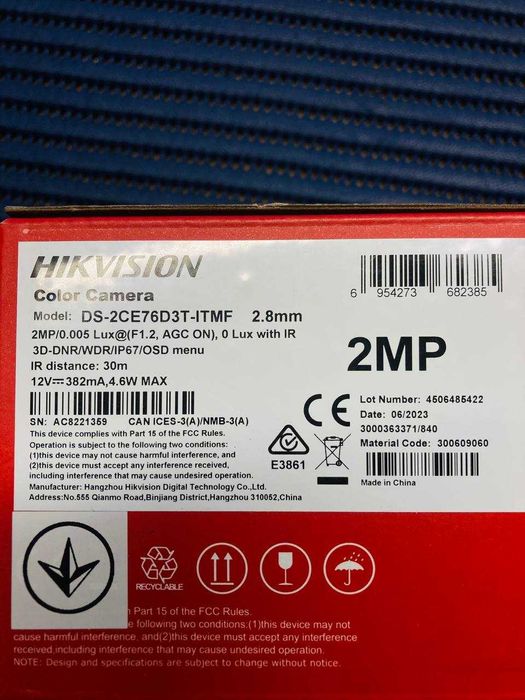 HIKVISION
Color Camera
Model: DS-2CE76D3T-ITMF 2.8mm
2MP/0.005 Lux@(F1.2, AGC ON), 0 Lux with IR
3D-DNR/WDR/IP67/OSD menu
IR distance: 30m
12V⎓382mA,4.6W MAX
SN: AC8221359 CAN ICES-3(A)/NMB-3(A)
This device complies with Part 15 of the FCC Rules.
Operation is subject to the following two conditions:
(1)this device may not cause harmful interference, and
(2)this device must accept any interference received,
including interference that may cause undesired operation.
Manufacturer: Hangzhou Hikvision Digital Technology Co.,Ltd.
Address:No.555 Qianmo Road,Binjiang District,Hangzhou 310052,China
6 954273 682385
2MP
CE
E3861
Lot Number: 4506485422
Date: 06/2023
3000363371/840
Material Code: 300609060
Made in China
RECYCLABLE
h Part 15 of the FCC Rules.
e following two conditions:(1)this device may not
cause harmful interference, and(2)this device must accept any interference
received,including interference that may cause undesired operation.
NOTE: Design and specifications are subject to change without notice.